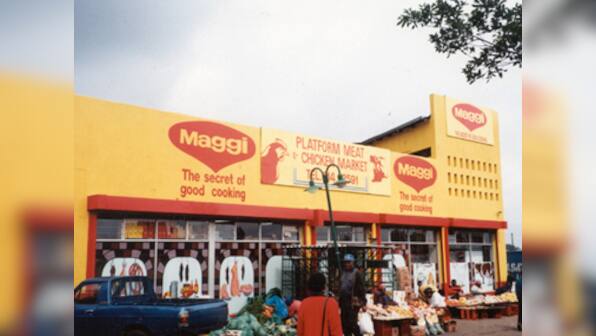 Maggi
The secret of
good cooking
PLATFORM MEAT
& CHICKEN MARKET
Maggi
The secret of
good cooking
Maggi